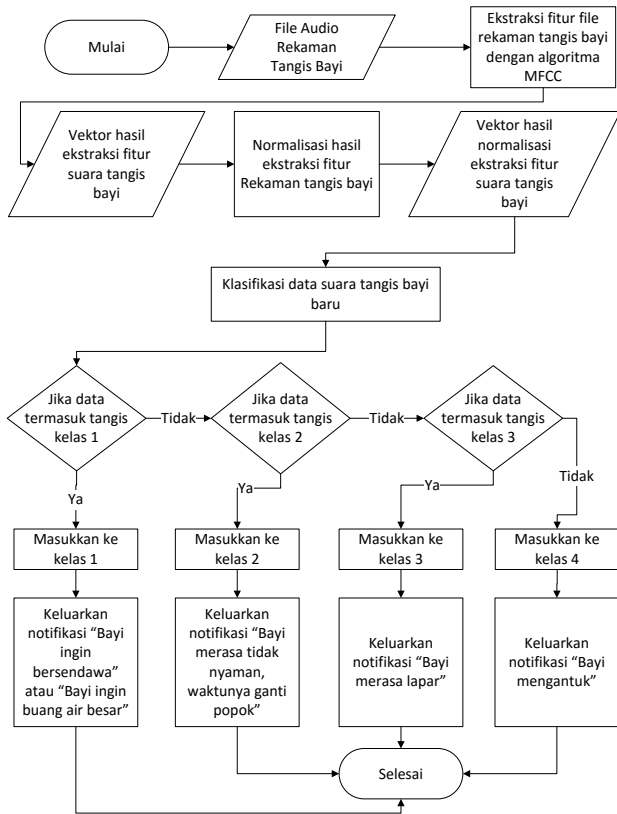 Mulai
File Audio
Rekaman
Tangis Bayi
Ekstraksi fitur file
rekaman tangis bayi
dengan algoritma
MFCC
Vektor hasil
ekstraksi fitur
suara tangis
bayi
Normalisasi hasil
ekstraksi fitur
Rekaman tangis bayi
Vektor hasil
normalisasi
ekstraksi fitur
suara tangis
bayi
Klasifikasi data suara tangis bayi
baru
Jika data
termasuk tangis
kelas 1
Tidak
Jika data
termasuk tangis
kelas 2
Tidak
Jika data
termasuk tangis
kelas 3
Tidak
Ya
Ya
Ya
Masukkan ke
kelas 1
Masukkan ke
kelas 2
Masukkan ke
kelas 3
Masukkan ke
kelas 4
Keluarkan
notifikasi “Bayi
ingin
bersendawa”
atau “Bayi ingin
buang air besar”
Keluarkan
notifikasi “Bayi
merasa tidak
nyaman,
waktunya ganti
popok”
Keluarkan
notifikasi “Bayi
merasa lapar”
Keluarkan
notifikasi “Bayi
mengantuk”
Selesai